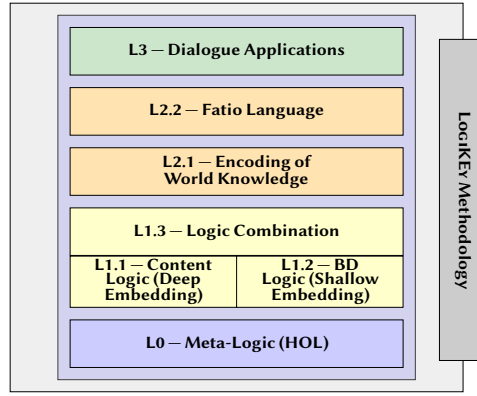 L3 — Dialogue Applications
L2.2 — Fatio Language
L2.1 — Encoding of
World Knowledge
L1.3 — Logic Combination
L1.1 — Content
Logic (Deep
Embedding)
L1.2 — BD
Logic (Shallow
Embedding)
L0 — Meta-Logic (HOL)
LogiKEy Methodology